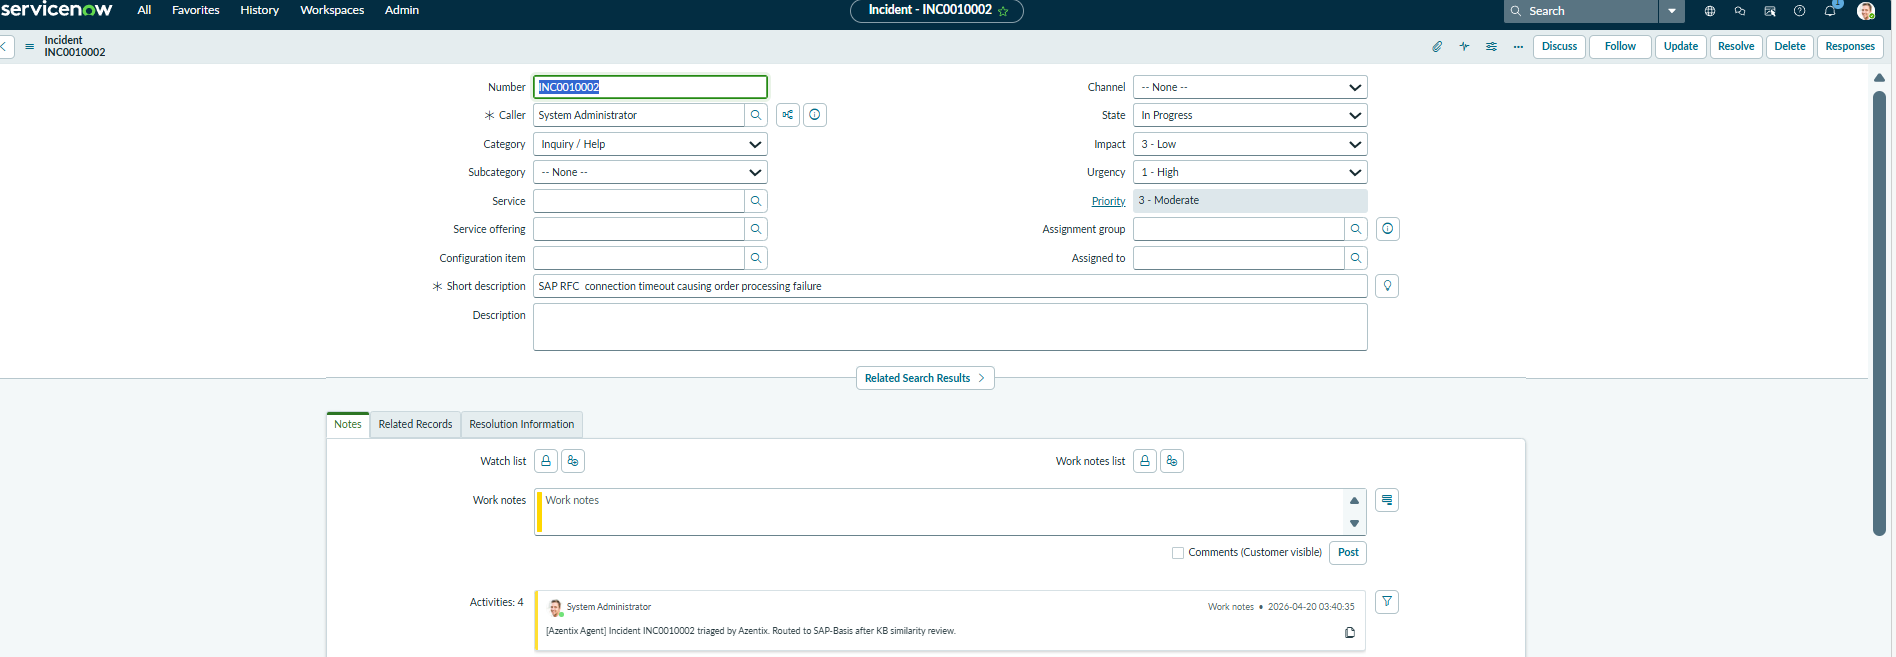 servicenow All Favorites History Workspaces Admin Incident - INC0010002 Search
Incident
INC0010002
Discuss Follow Update Resolve Delete Responses
Number INC0010002 Channel -- None --
Caller System Administrator State In Progress
Category Inquiry / Help Impact 3 - Low
Subcategory -- None -- Urgency 1 - High
Service Priority 3 - Moderate
Service offering Assignment group
Configuration item Assigned to
Short description SAP RFC  connection timeout causing order processing failure
Description
Related Search Results
Notes Related Records Resolution Information
Watch list Work notes list
Work notes Work notes
Comments (Customer visible) Post
Activities: 4 System Administrator Work notes • 2026-04-20 03:40:35
[Azentix Agent] Incident INC0010002 triaged by Azentix. Routed to SAP-Basis after KB similarity review.